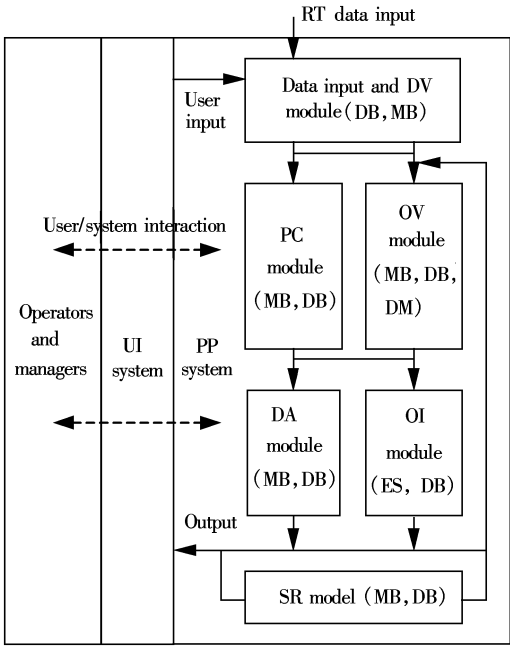 RT data input
Data input and DV
module(DB,MB)
User
input
User/system interaction
PC
module
(MB,DB)
OV
module
(MB,DB,
DM)
Operators
and
managers
UI
system
PP
system
DA
module
(MB,DB)
OI
module
(ES, DB)
Output
SR model (MB,DB)